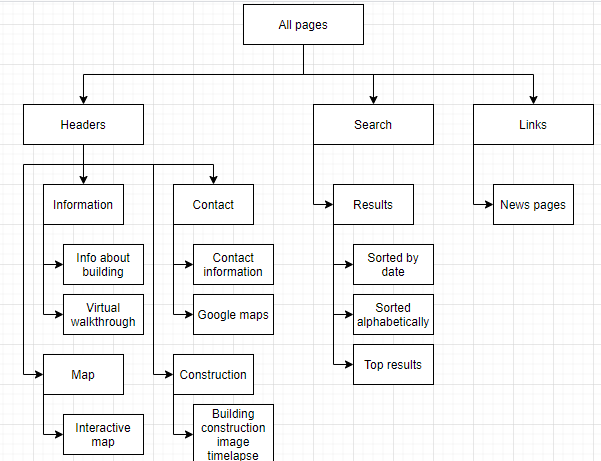 All pages
Headers
Search
Links
Information
Contact
Results
News pages
Info about
building
Contact
information
Sorted by
date
Virtual
walkthrough
Google maps
Sorted
alphabetically
Map
Construction
Top results
Interactive
map
Building
construction
image
timelapse